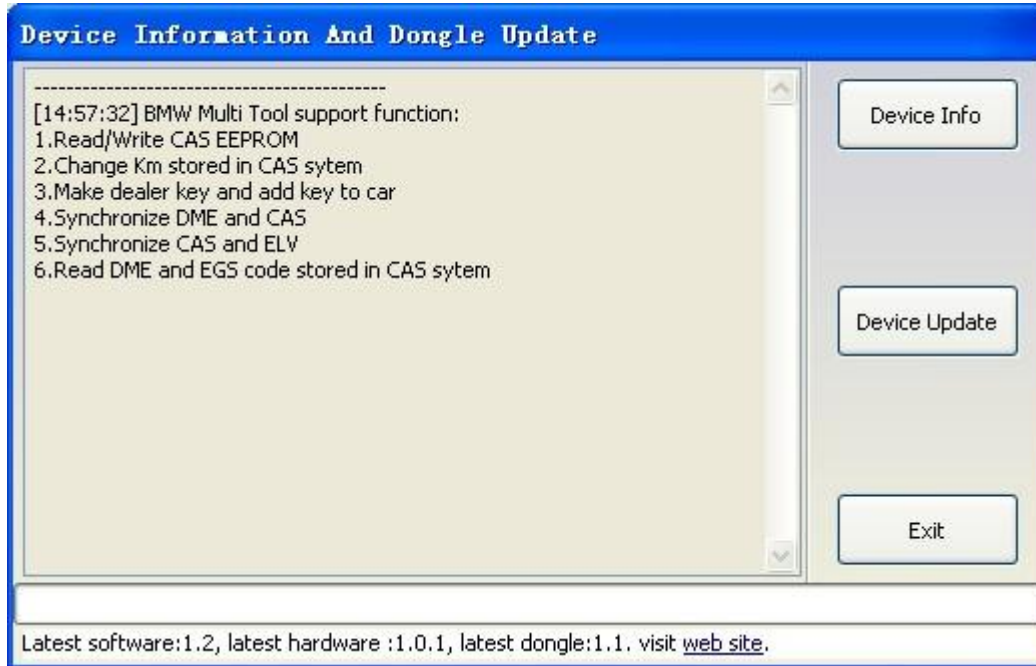 Device Information And Dongle Update
--------------------------------------------
[14:57:32] BMW Multi Tool support function:
1.Read/Write CAS EEPROM
2.Change Km stored in CAS sytem
3.Make dealer key and add key to car
4.Synchronize DME and CAS
5.Synchronize CAS and ELV
6.Read DME and EGS code stored in CAS sytem
Device Info
Device Update
Exit
Latest software:1.2, latest hardware :1.0.1, latest dongle:1.1. visit web site.